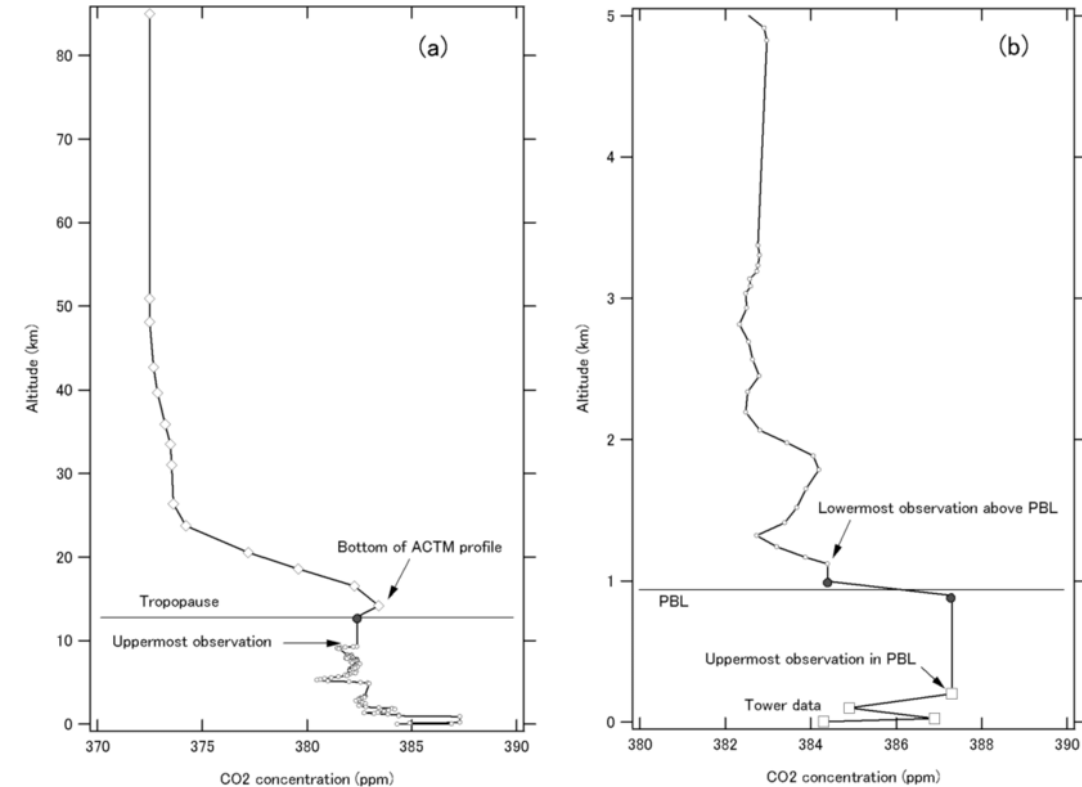 (a)
80
70
60
50
40
30
20
10
0
Altitude (km)
Bottom of ACTM profile
Tropopause
Uppermost observation
370
375
380
385
390
CO2 concentration (ppm)
(b)
5
4
3
2
1
0
Altitude (km)
Lowermost observation above PBL
PBL
Uppermost observation in PBL
Tower data
380
382
384
386
388
390
CO2 concentration (ppm)